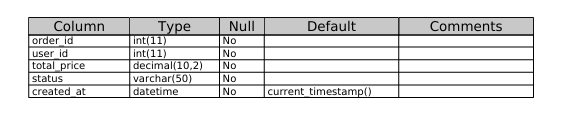 Column Type Null Default Comments
order_id int(11) No
user_id int(11) No
total_price decimal(10,2) No
status varchar(50) No
created_at datetime No current_timestamp()